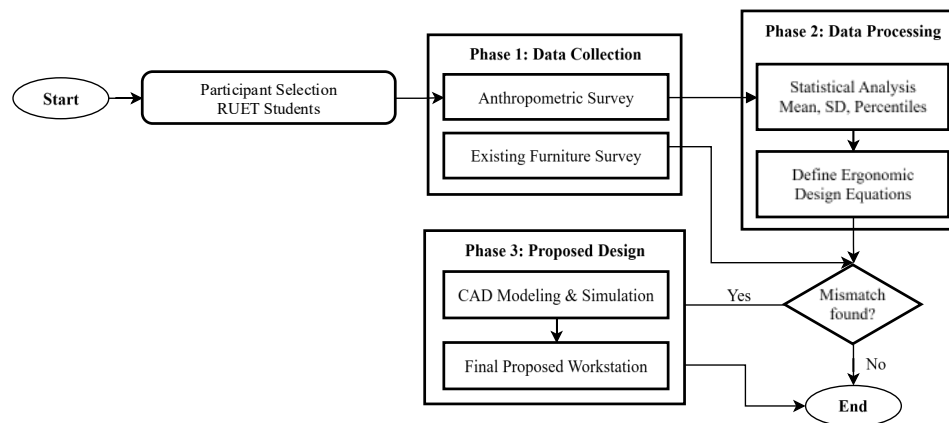 Start
Participant Selection
RUET Students
Phase 1: Data Collection
Anthropometric Survey
Existing Furniture Survey
Phase 2: Data Processing
Statistical Analysis
Mean, SD, Percentiles
Define Ergonomic
Design Equations
Mismatch
found?
Yes
No
Phase 3: Proposed Design
CAD Modeling & Simulation
Final Proposed Workstation
End